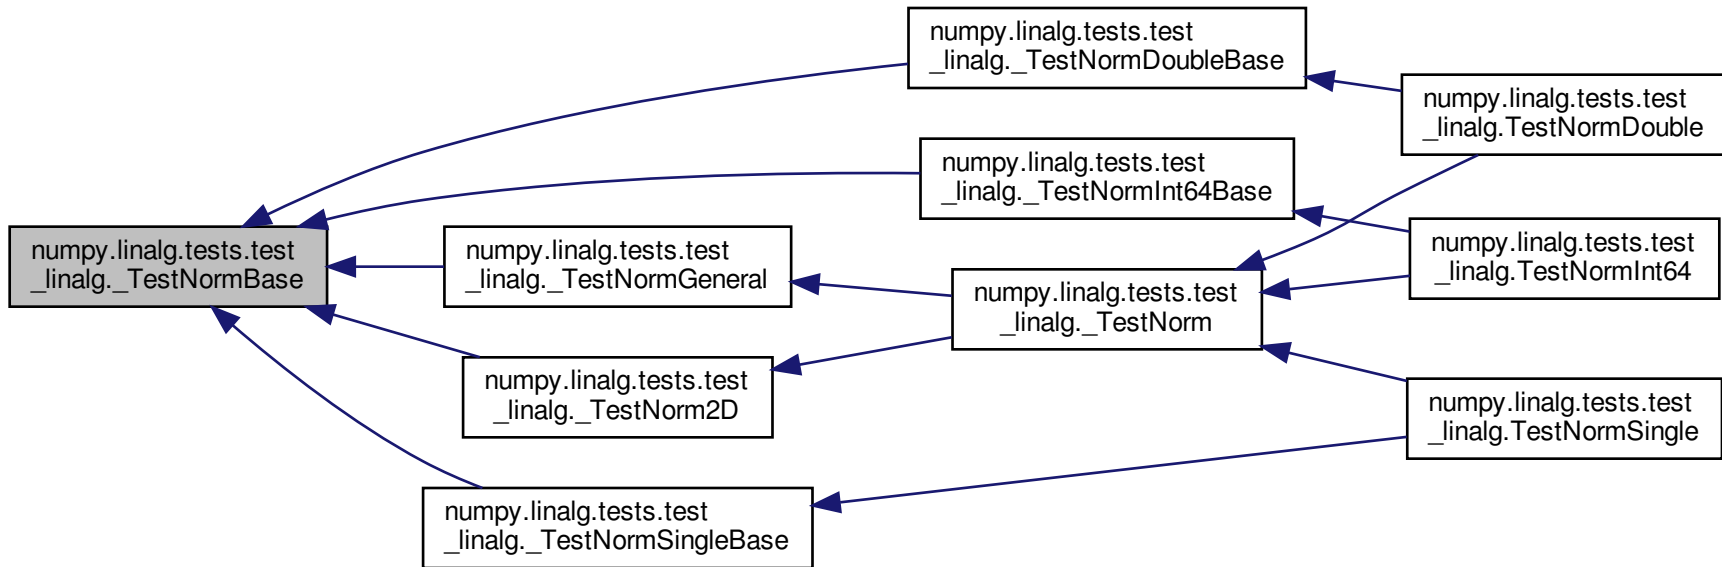 numpy.linalg.tests.test
_linalg._TestNormDoubleBase
numpy.linalg.tests.test
_linalg.TestNormDouble
numpy.linalg.tests.test
_linalg._TestNormInt64Base
numpy.linalg.tests.test
_linalg._TestNormBase
numpy.linalg.tests.test
_linalg._TestNormGeneral
numpy.linalg.tests.test
_linalg.TestNormInt64
numpy.linalg.tests.test
_linalg._TestNorm
numpy.linalg.tests.test
_linalg._TestNorm2D
numpy.linalg.tests.test
_linalg.TestNormSingle
numpy.linalg.tests.test
_linalg._TestNormSingleBase